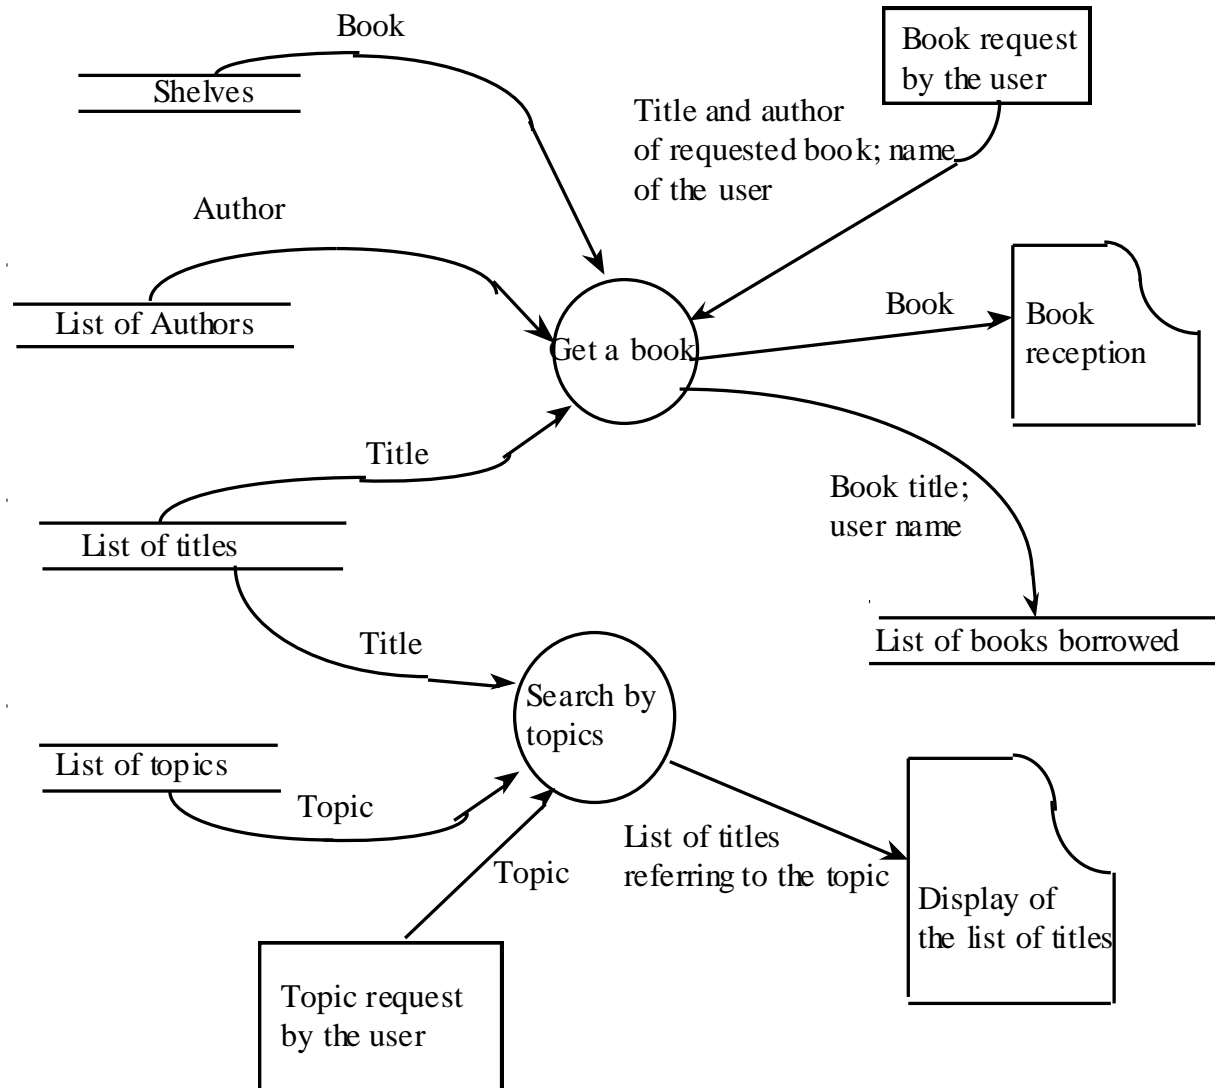 Book
Shelves
Book request
by the user
Title and author
of requested book; name
of the user
Author
List of Authors
Get a book
Book
Book
reception
Title
Book title;
user name
List of titles
Title
List of books borrowed
Search by
topics
List of topics
Topic
List of titles
referring to the topic
Topic
Display of
the list of titles
Topic request
by the user